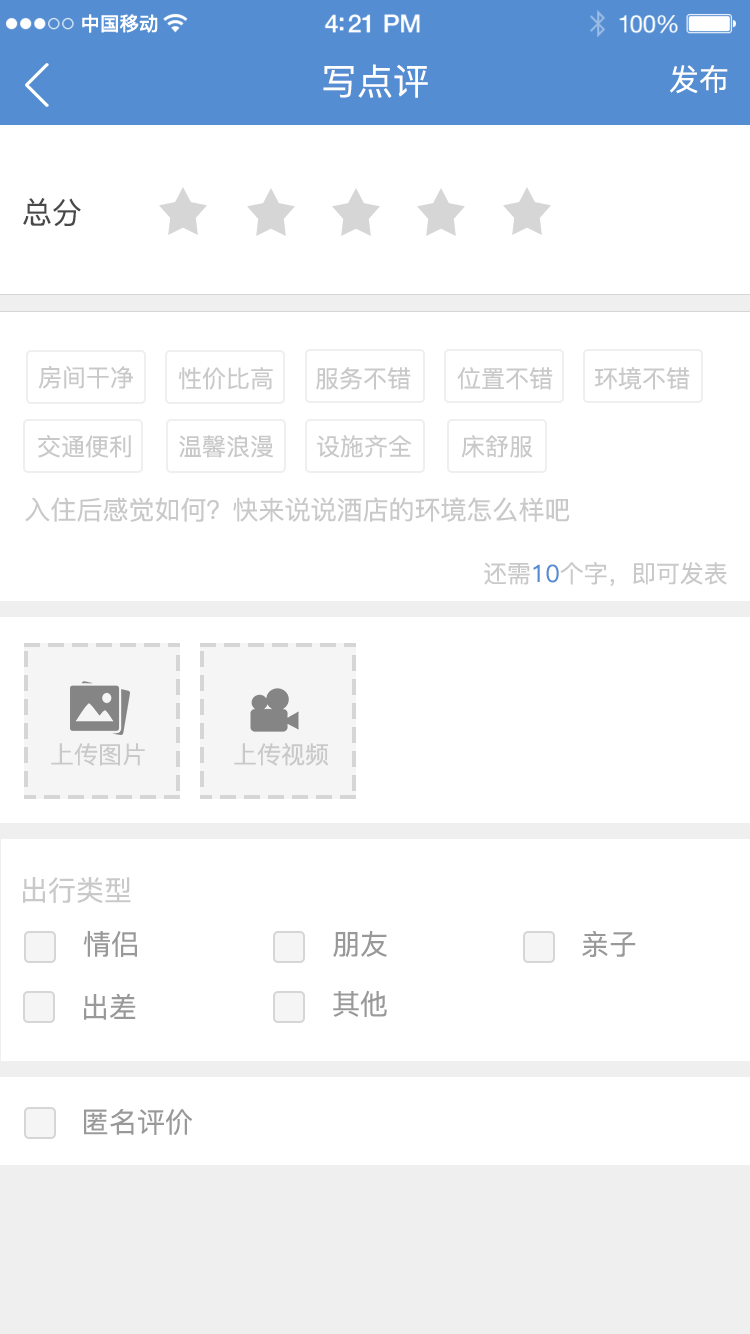 中国移动 4:21 PM 100%
写点评 发布
总分
房间干净 性价比高 服务不错 位置不错 环境不错
交通便利 温馨浪漫 设施齐全 床舒服
入住后感觉如何？快来说说酒店的环境怎么样吧
还需10个字，即可发表
上传图片 上传视频
出行类型
情侣 朋友 亲子
出差 其他
匿名评价